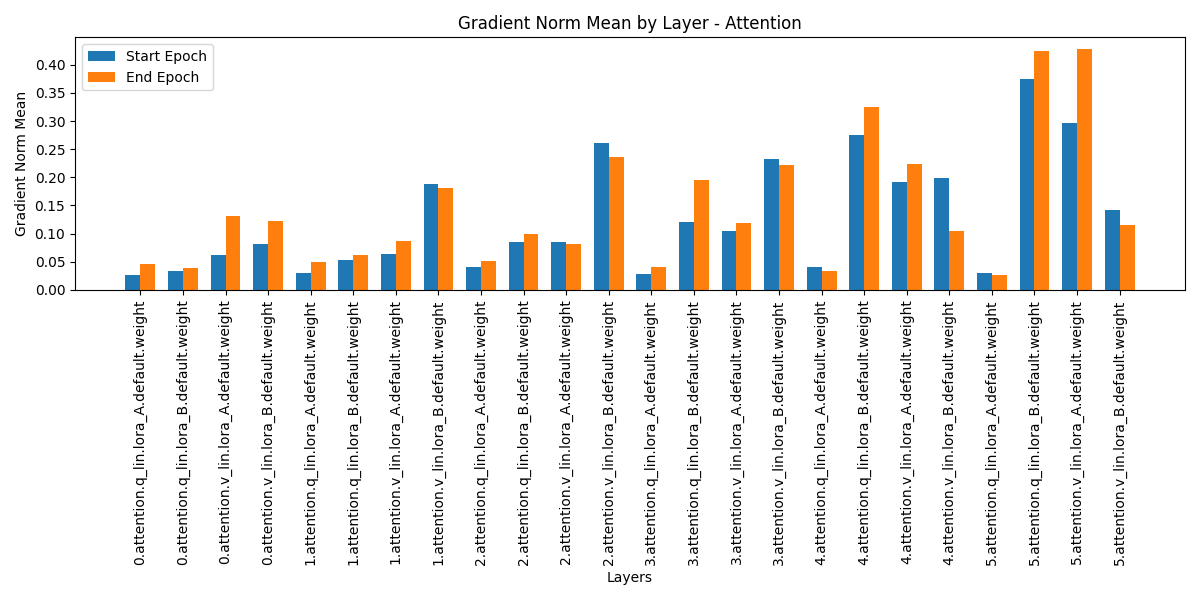 Gradient Norm Mean by Layer - Attention
Start Epoch
End Epoch
Gradient Norm Mean
0.40
0.35
0.30
0.25
0.20
0.15
0.10
0.05
0.00
0.attention.q_lin.lora_A.default.weight
0.attention.q_lin.lora_B.default.weight
0.attention.v_lin.lora_A.default.weight
0.attention.v_lin.lora_B.default.weight
1.attention.q_lin.lora_A.default.weight
1.attention.q_lin.lora_B.default.weight
1.attention.v_lin.lora_A.default.weight
1.attention.v_lin.lora_B.default.weight
2.attention.q_lin.lora_A.default.weight
2.attention.q_lin.lora_B.default.weight
2.attention.v_lin.lora_A.default.weight
2.attention.v_lin.lora_B.default.weight
3.attention.q_lin.lora_A.default.weight
3.attention.q_lin.lora_B.default.weight
3.attention.v_lin.lora_A.default.weight
3.attention.v_lin.lora_B.default.weight
4.attention.q_lin.lora_A.default.weight
4.attention.q_lin.lora_B.default.weight
4.attention.v_lin.lora_A.default.weight
4.attention.v_lin.lora_B.default.weight
5.attention.q_lin.lora_A.default.weight
5.attention.q_lin.lora_B.default.weight
5.attention.v_lin.lora_A.default.weight
5.attention.v_lin.lora_B.default.weight
Layers